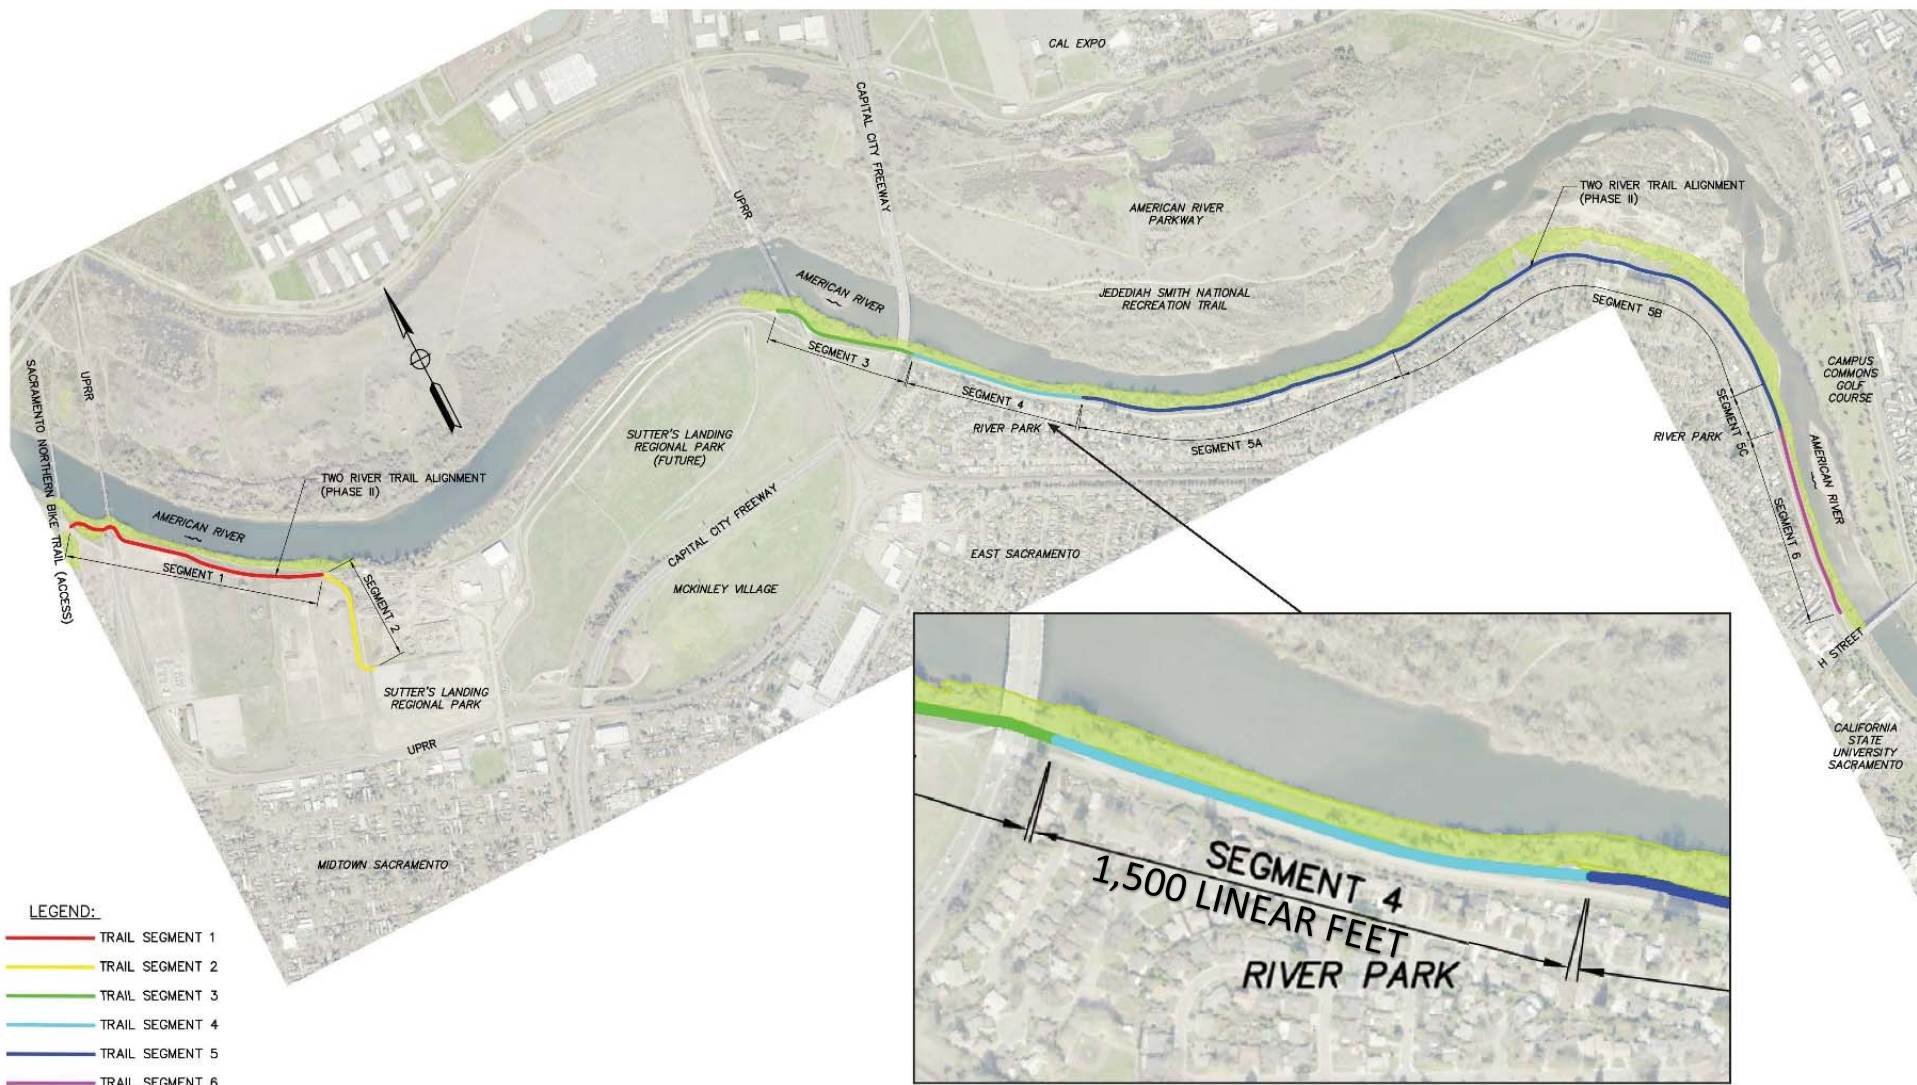 CAL EXPO
CAPITAL CITY FREEWAY
UPRR
AMERICAN RIVER
PARKWAY
TWO RIVER TRAIL ALIGNMENT
(PHASE II)
AMERICAN RIVER
JEDEDIAH SMITH NATIONAL
RECREATION TRAIL
SEGMENT 5B
SEGMENT 3
SEGMENT 4
RIVER PARK
SEGMENT 5A
CAMPUS
COMMONS
GOLF
COURSE
SEGMENT 5C
RIVER PARK
AMERICAN RIVER
SEGMENT 6
H STREET
CALIFORNIA
STATE
UNIVERSITY
SACRAMENTO
SACRAMENTO NORTHERN BIKE TRAIL (ACCESS)
UPRR
SUTTER'S LANDING
REGIONAL PARK
(FUTURE)
TWO RIVER TRAIL ALIGNMENT
(PHASE II)
AMERICAN RIVER
SEGMENT 1
SEGMENT 2
CAPITAL CITY FREEWAY
EAST SACRAMENTO
MCKINLEY VILLAGE
SUTTER'S LANDING
REGIONAL PARK
UPRR
MIDTOWN SACRAMENTO
SEGMENT 4
1,500 LINEAR FEET
RIVER PARK
LEGEND:
TRAIL SEGMENT 1
TRAIL SEGMENT 2
TRAIL SEGMENT 3
TRAIL SEGMENT 4
TRAIL SEGMENT 5
TRAIL SEGMENT 6